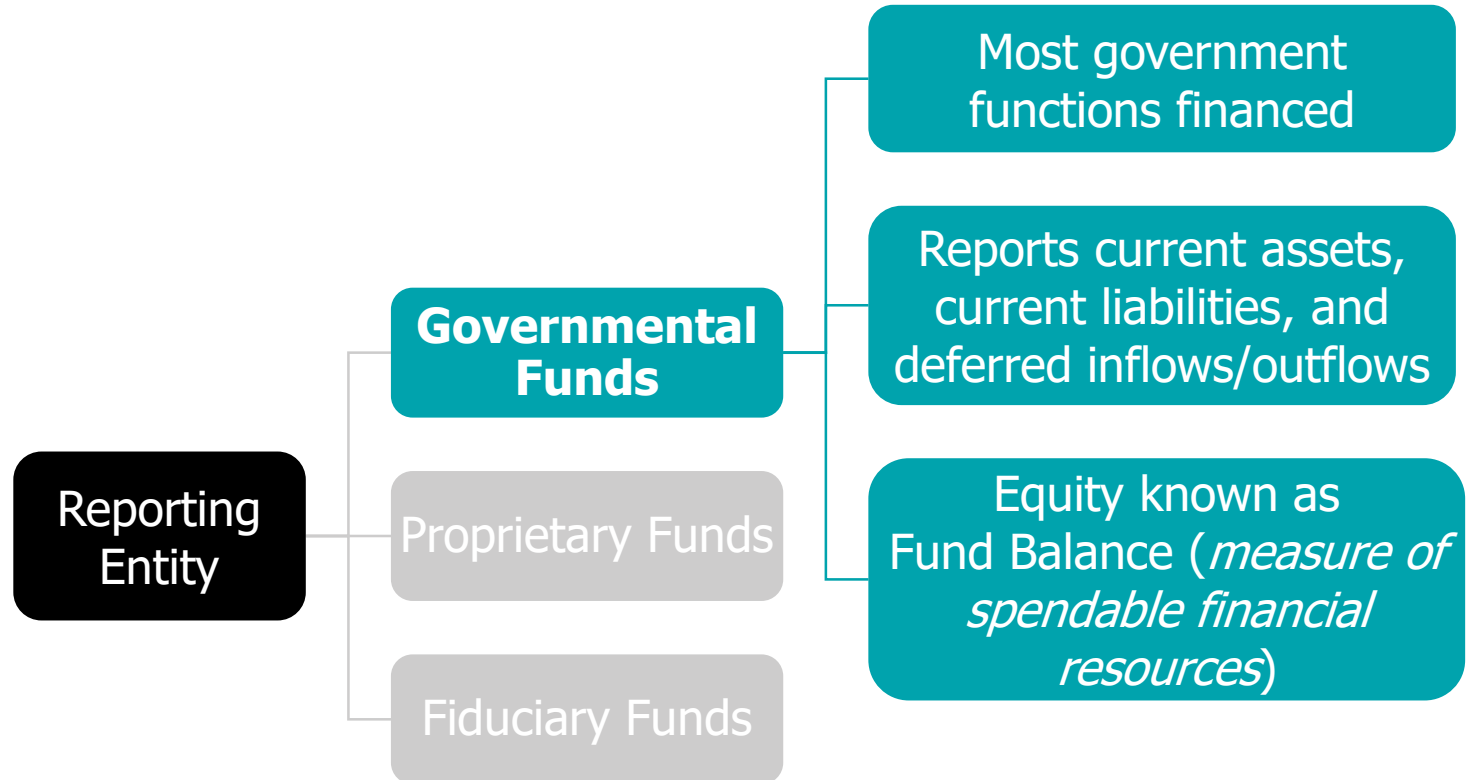 Reporting
Entity
Governmental
Funds
Proprietary Funds
Fiduciary Funds
Most government
functions financed
Reports current assets,
current liabilities, and
deferred inflows/outflows
Equity known as
Fund Balance (measure of
spendable financial
resources)